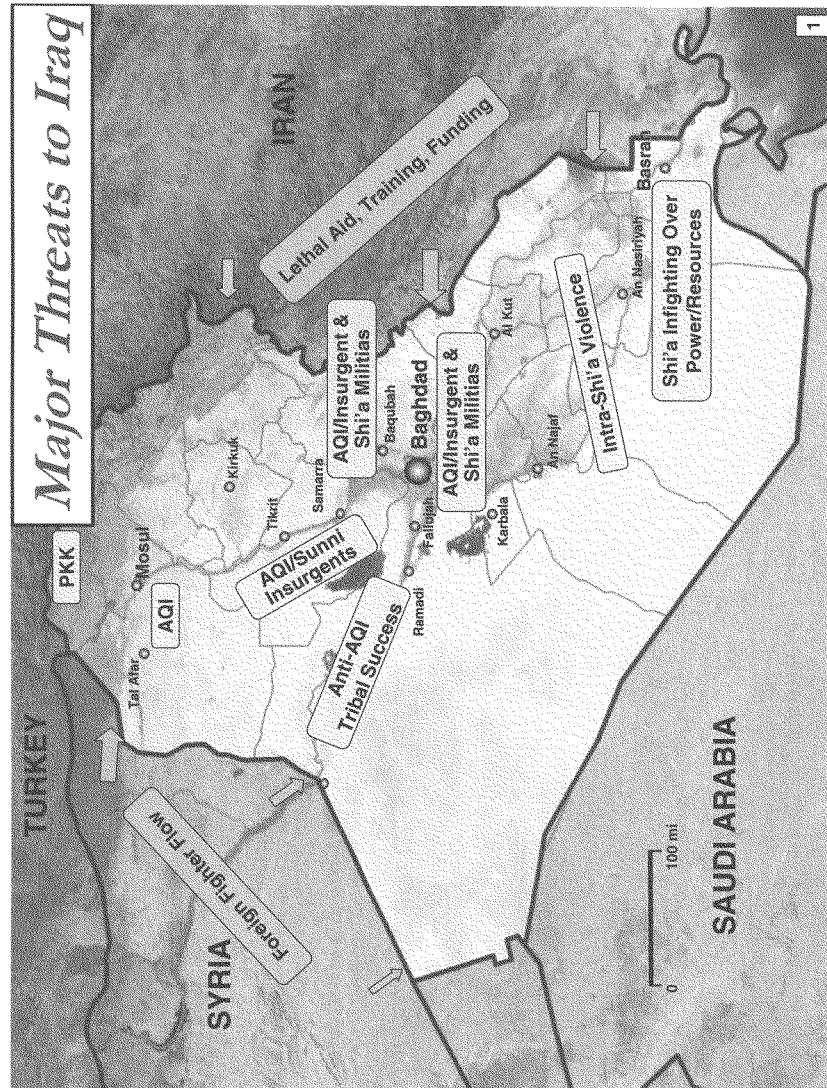 Major Threats to Iraq
TURKEY
PKK
Tal Afar
Mosul
AQI
Foreign Fighter Flow
SYRIA
Kirkuk
Tikrit
Samarra
IRAN
Lethal Aid, Training, Funding
AQI/Sunni
Insurgents
AQI/Insurgent &
Shi'a Militias
Baqubah
Baghdad
Anti-AQI
Tribal Success
Ramadi
Fallujah
AQI/Insurgent &
Shi'a Militias
Karbala
Al Kut
An Najaf
Intra-Shi'a Violence
An Nasiriyah
Basrah
Shi'a Infighting Over
Power/Resources
0
100 mi
SAUDI ARABIA
1